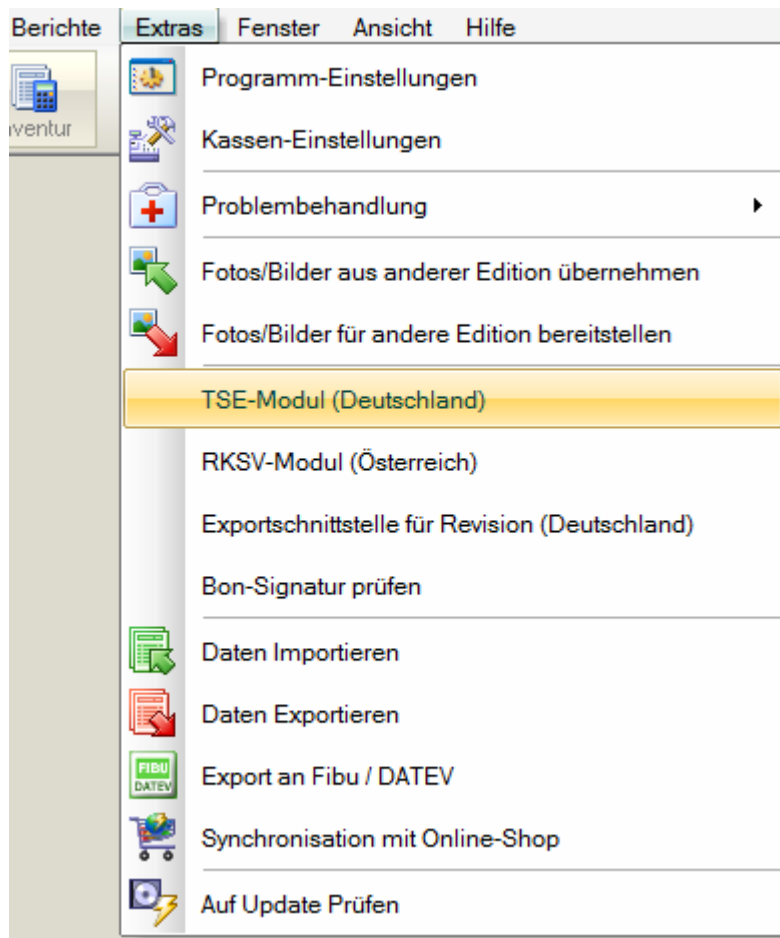 Berichte Extras Fenster Ansicht Hilfe
Programm-Einstellungen
nventur
Kassen-Einstellungen
Problembehandlung
Fotos/Bilder aus anderer Edition übernehmen
Fotos/Bilder für andere Edition bereitstellen
TSE-Modul (Deutschland)
RKSV-Modul (Österreich)
Exportschnittstelle für Revision (Deutschland)
Bon-Signatur prüfen
Daten Importieren
Daten Exportieren
FIBU
DATEV
Export an Fibu / DATEV
Synchronisation mit Online-Shop
Auf Update Prüfen